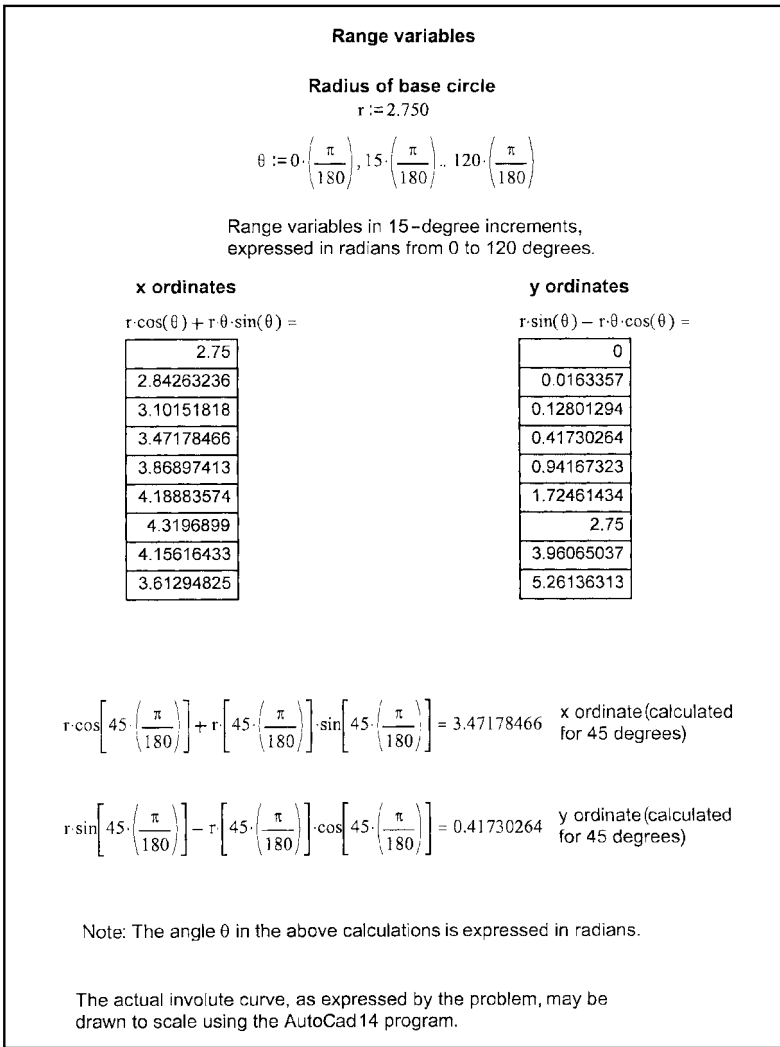 Range variables
Radius of base circle
r := 2.750
θ := 0·(π/180), 15·(π/180) .. 120·(π/180)
Range variables in 15-degree increments,
expressed in radians from 0 to 120 degrees.
x ordinates
r·cos(θ) + r·θ·sin(θ) =
2.75
2.84263236
3.10151818
3.47178466
3.86897413
4.18883574
4.3196899
4.15616433
3.61294825
y ordinates
r·sin(θ) − r·θ·cos(θ) =
0
0.0163357
0.12801294
0.41730264
0.94167323
1.72461434
2.75
3.96065037
5.26136313
r·cos[45·(π/180)] + r·[45·(π/180)]·sin[45·(π/180)] = 3.47178466 x ordinate (calculated
for 45 degrees)
r·sin[45·(π/180)] − r·[45·(π/180)]·cos[45·(π/180)] = 0.41730264 y ordinate (calculated
for 45 degrees)
Note: The angle θ in the above calculations is expressed in radians.
The actual involute curve, as expressed by the problem, may be
drawn to scale using the AutoCad 14 program.